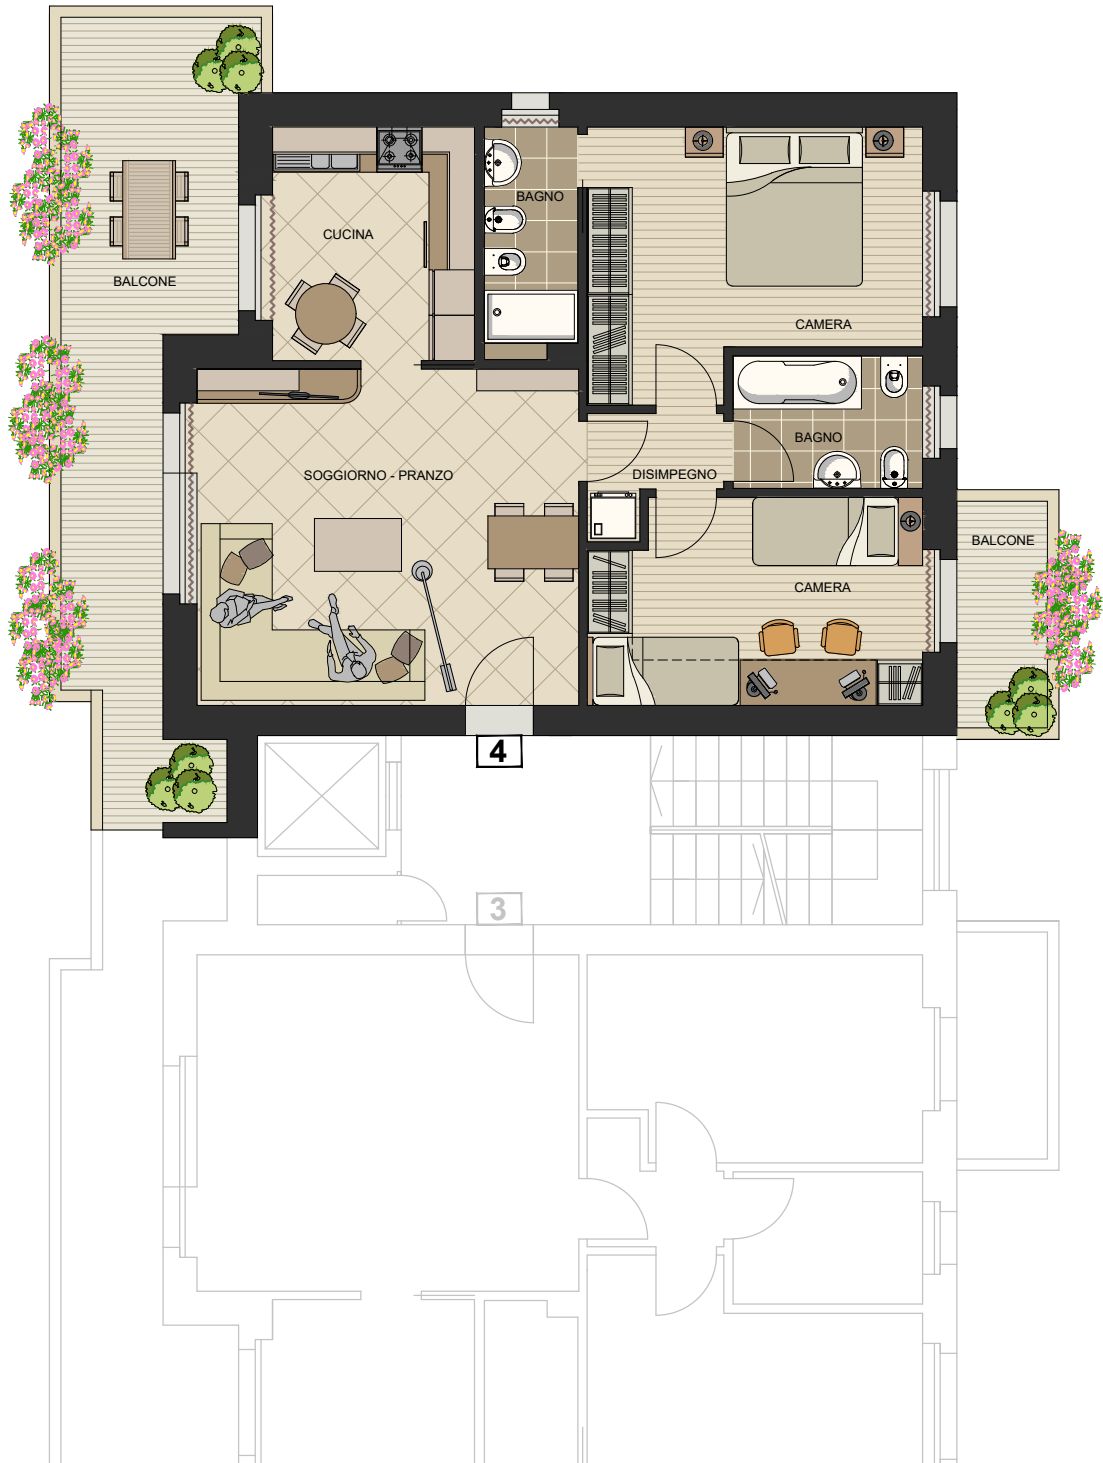 BAGNO
CUCINA
BALCONE
CAMERA
BAGNO
SOGGIORNO - PRANZO
DISIMPEGNO
BALCONE
CAMERA
4
3